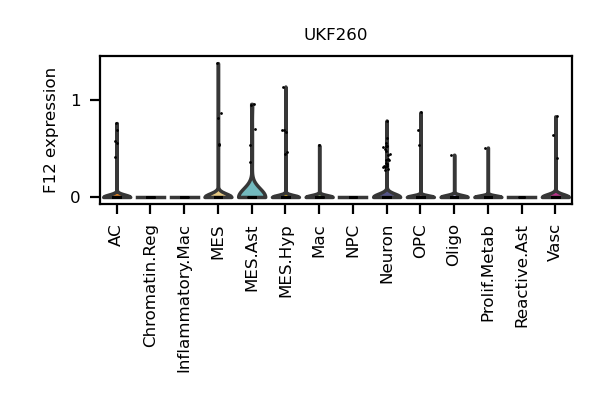 UKF260
F12 expression
1
0
AC
Chromatin.Reg
Inflammatory.Mac
MES
MES.Ast
MES.Hyp
Mac
NPC
Neuron
OPC
Oligo
Prolif.Metab
Reactive.Ast
Vasc